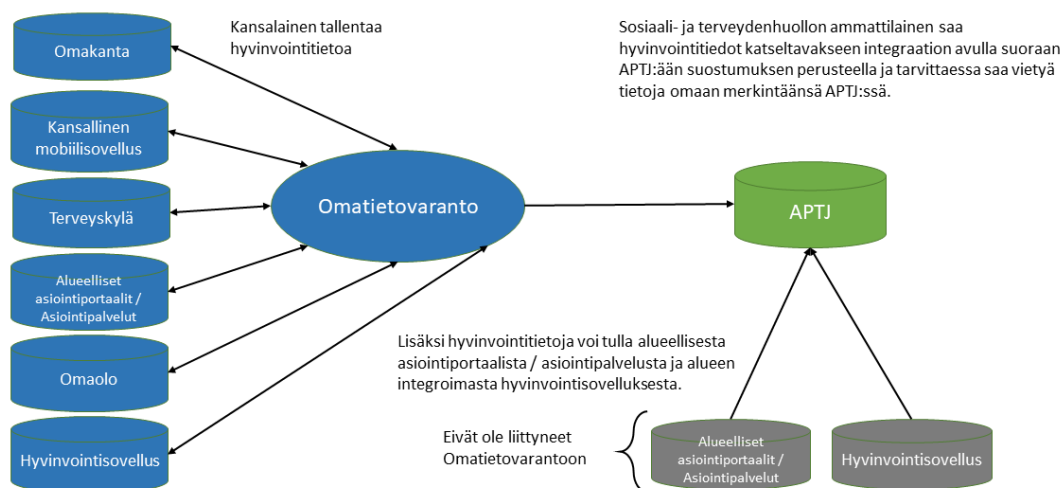 Omakanta
Kansallinen
mobiilisovellus
Terveyskylä
Alueelliset
asiointiportaalit /
Asiointipalvelut
Omaolo
Hyvinvointisovellus
Kansalainen tallentaa
hyvinvointitietoa
Omatietovaranto
Sosiaali- ja terveydenhuollon ammattilainen saa
hyvinvointitiedot katseltavakseen integraation avulla suoraan
APTJ:ään suostumuksen perusteella ja tarvittaessa saa vietyä
tietoja omaan merkintäänsä APTJ:ssä.
APTJ
Lisäksi hyvinvointitietoja voi tulla alueellisesta
asiointiportaalista / asiointipalvelusta ja alueen
integroimasta hyvinvointisovelluksesta.
Eivät ole liittyneet
Omatietovarantoon
Alueelliset
asiointiportaalit /
Asiointipalvelut
Hyvinvointisovellus